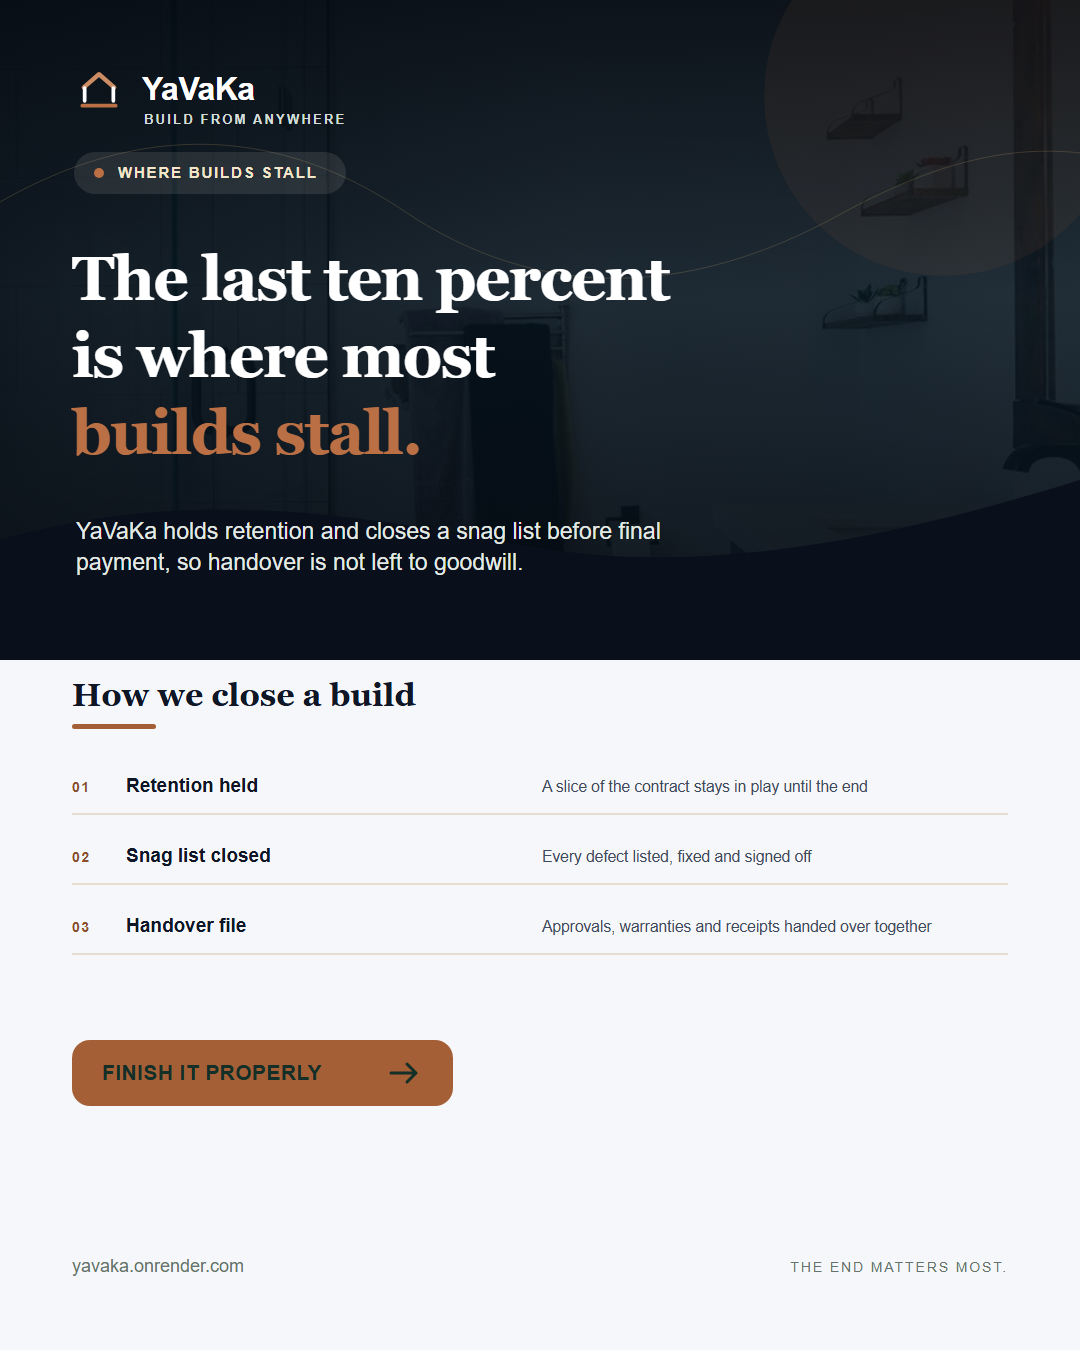 YaVaKa
BUILD FROM ANYWHERE
WHERE BUILDS STALL
The last ten percent
is where most
builds stall.
YaVaKa holds retention and closes a snag list before final
payment, so handover is not left to goodwill.
How we close a build
01 Retention held A slice of the contract stays in play until the end
02 Snag list closed Every defect listed, fixed and signed off
03 Handover file Approvals, warranties and receipts handed over together
FINISH IT PROPERLY
yavaka.onrender.com THE END MATTERS MOST.